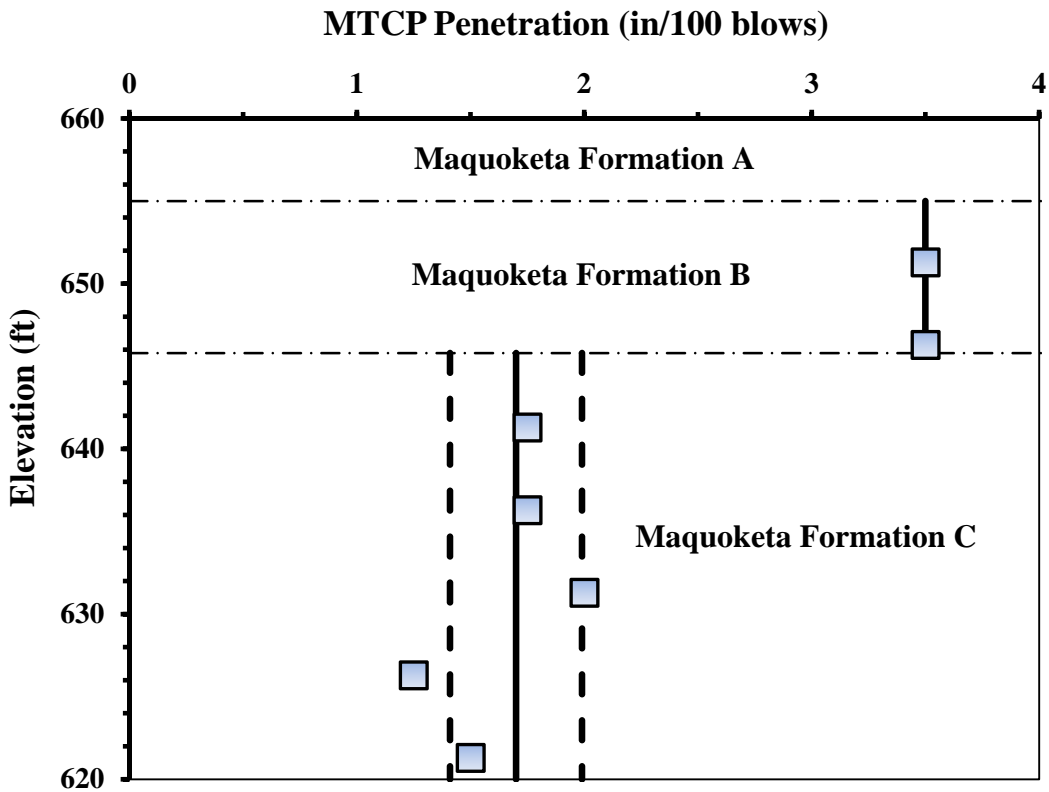 MTCP Penetration (in/100 blows)
0 1 2 3 4
660
Maquoketa Formation A
650
Maquoketa Formation B
640
Maquoketa Formation C
630
620
Elevation (ft)